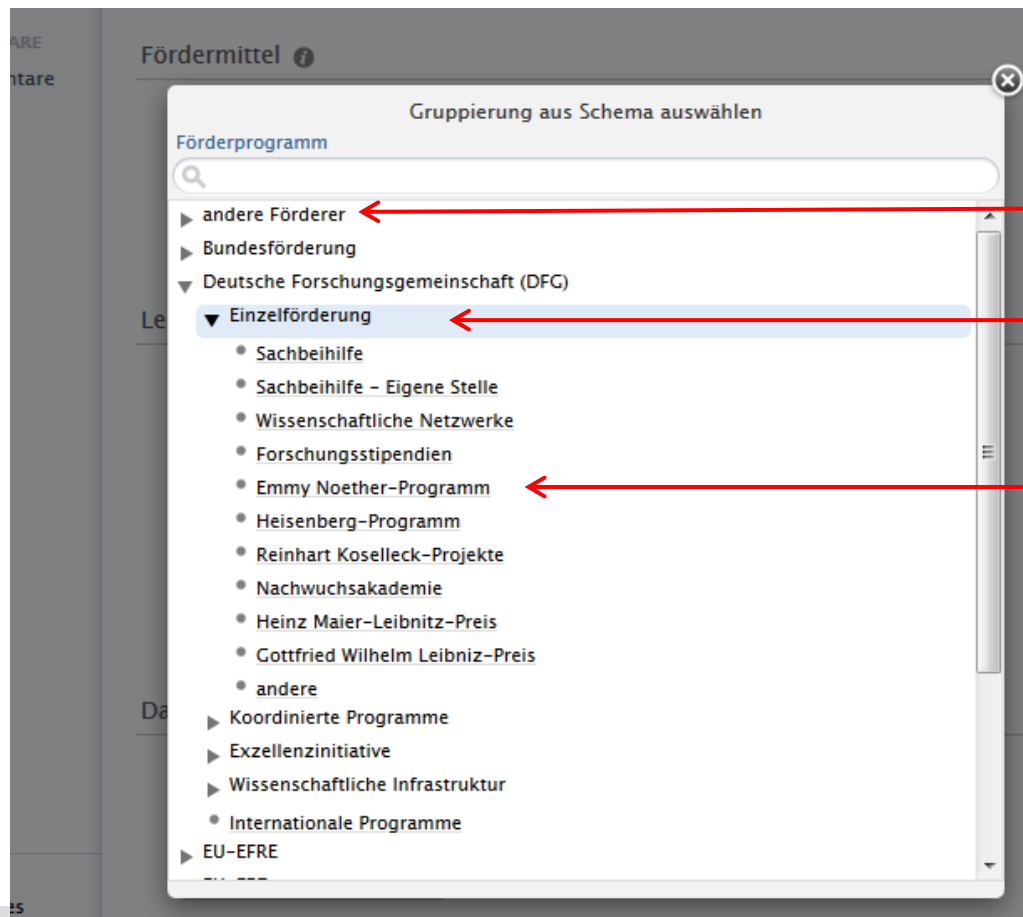 ARE
ntare
Fördermittel
Gruppierung aus Schema auswählen
Förderprogramm
andere Förderer
Bundesförderung
Deutsche Forschungsgemeinschaft (DFG)
Le
Einzelförderung
Sachbeihilfe
Sachbeihilfe – Eigene Stelle
Wissenschaftliche Netzwerke
Forschungsstipendien
Emmy Noether-Programm
Heisenberg-Programm
Reinhart Koselleck-Projekte
Nachwuchsakademie
Heinz Maier-Leibnitz-Preis
Gottfried Wilhelm Leibniz-Preis
andere
Da
Koordinierte Programme
Exzellenzinitiative
Wissenschaftliche Infrastruktur
Internationale Programme
EU-EFRE
es